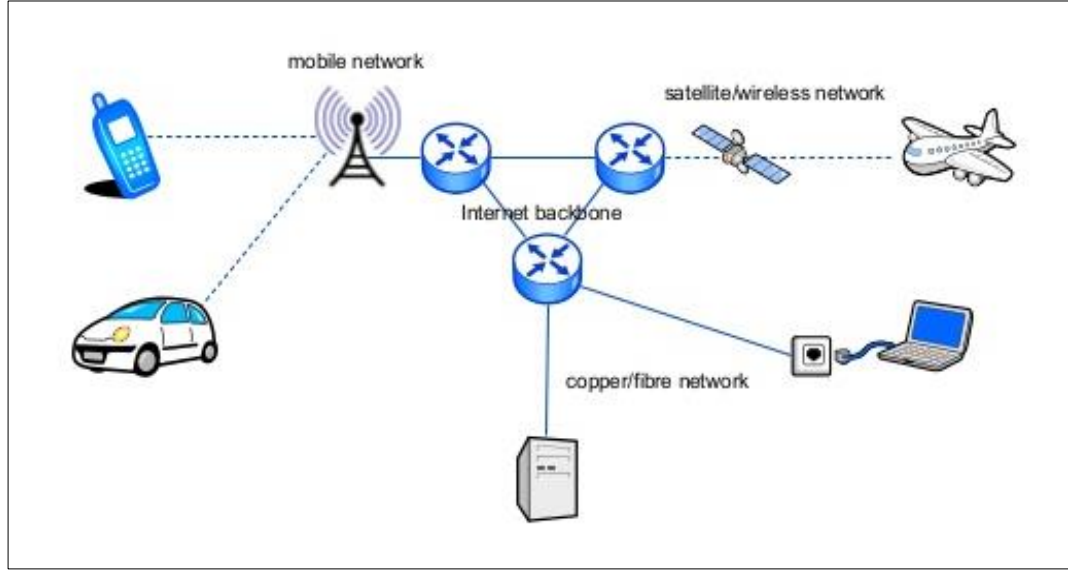 mobile network
satellite/wireless network
Internet backbone
copper/fibre network